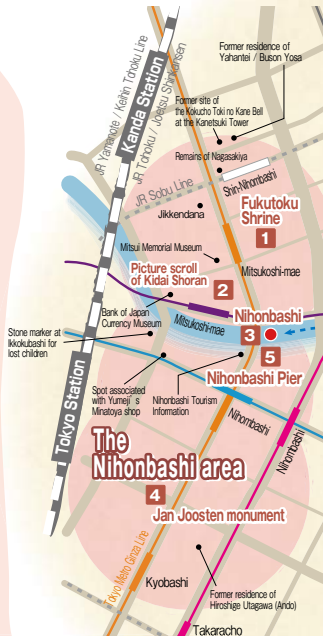 Former residence of
Yahantei / Buson Yosa
JR Yamanote / Keihin Tohoku Line
JR Tohoku / Joetsu Shinkansen
Kanda Station
Former site of
the Kokucho Toki no Kane Bell
at the Kanetsuki Tower
Remains of Nagasakiya
Shin-Nihombashi
JR Sobu Line
Jikkendana
Fukutoku
Shrine
1
Mitsui Memorial Museum
Mitsukoshi-mae
Picture scroll
of Kidai Shoran
2
Bank of Japan
Currency Museum
Mitsukoshi-mae
Nihonbashi
3
Stone marker at
Ikkokubashi for
lost children
5
Nihonbashi Pier
Spot associated
with Yumeji s
Minatoya shop
Nihonbashi Tourism
Information
Nihombashi
Tokyo Station
Nihombashi
The
Nihonbashi area
4
Jan Joosten monument
Tokyo Metro Ginza Line
Kyobashi
Former residence of
Hiroshige Utagawa (Ando)
Takaracho